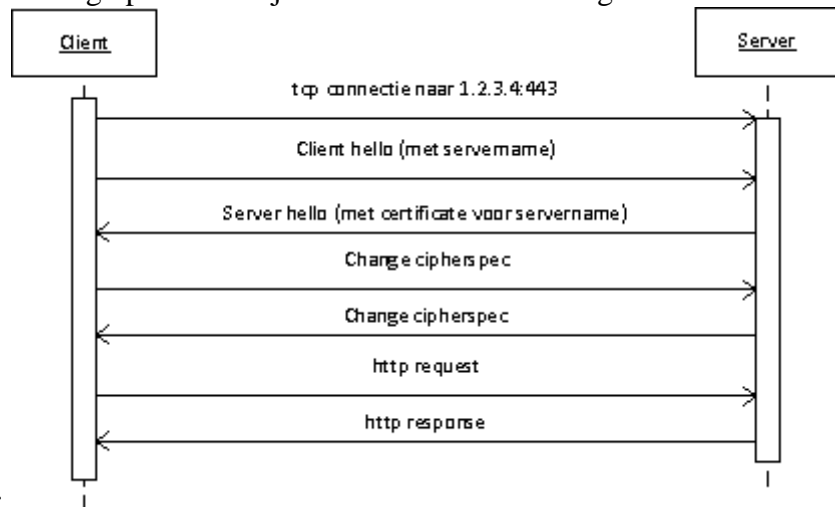 Client
Server
tcp connectie naar 1.2.3.4:443
Client hello (met servername)
Server hello (met certificate voor servername)
Change cipherspec
Change cipherspec
http request
http response